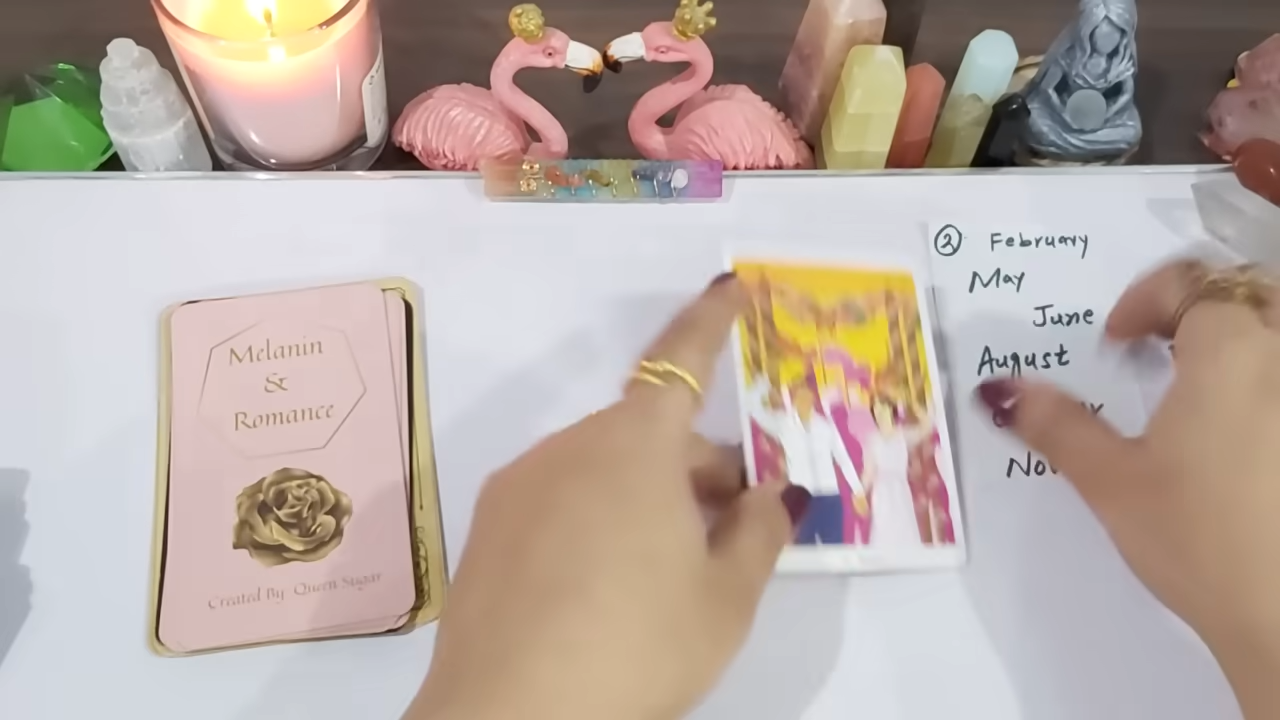 Melanin
&
Romance
Created By Queen Sugar
② February
May
June
August